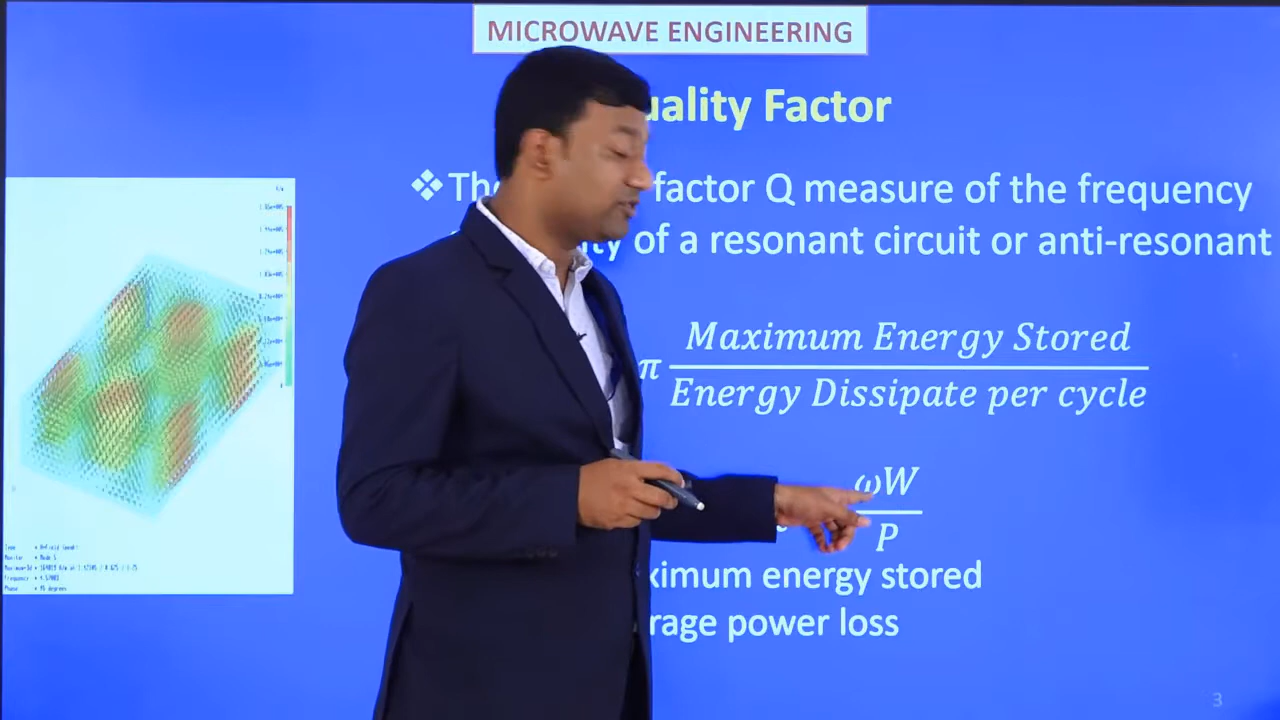 MICROWAVE ENGINEERING
uality Factor
❖The factor Q measure of the frequency
ity of a resonant circuit or anti-resonant
π Maximum Energy Stored
Energy Dissipate per cycle
ωW
P
ximum energy stored
rage power loss
3